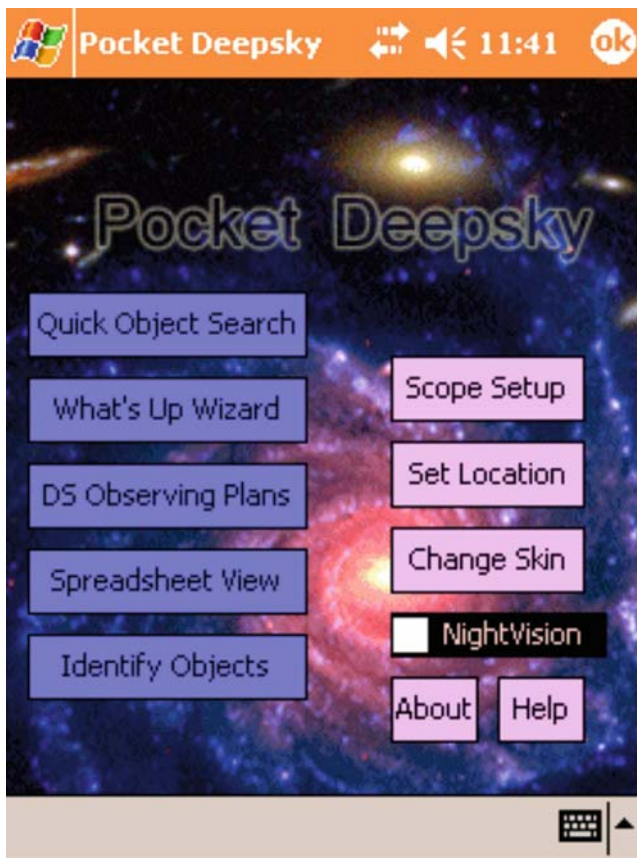 Pocket Deepsky 11:41 ok
Pocket Deepsky
Quick Object Search
What's Up Wizard
DS Observing Plans
Spreadsheet View
Identify Objects
Scope Setup
Set Location
Change Skin
NightVision
About Help